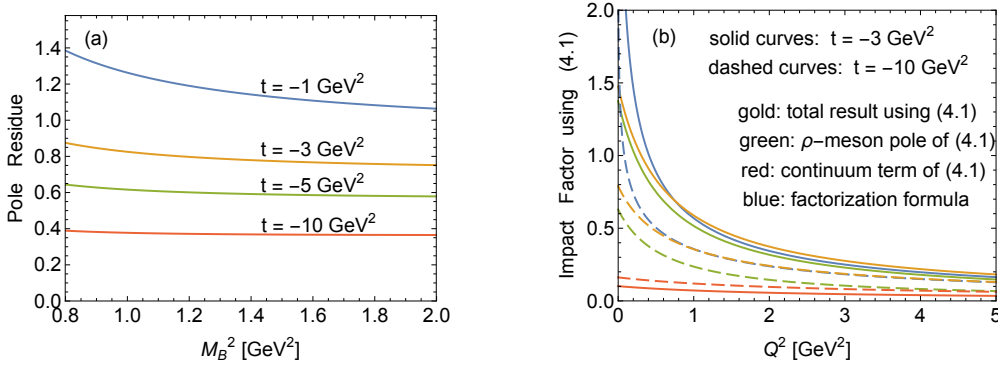 (a)
t = −1 GeV²
t = −3 GeV²
t = −5 GeV²
t = −10 GeV²
Pole Residue
0.0
0.2
0.4
0.6
0.8
1.0
1.2
1.4
0.8
1.0
1.2
1.4
1.6
1.8
2.0
M_B² [GeV²]
(b)
solid curves: t = −3 GeV²
dashed curves: t = −10 GeV²
gold: total result using (4.1)
green: ρ−meson pole of (4.1)
red: continuum term of (4.1)
blue: factorization formula
Impact Factor using (4.1)
0.0
0.5
1.0
1.5
2.0
0
1
2
3
4
5
Q² [GeV²]